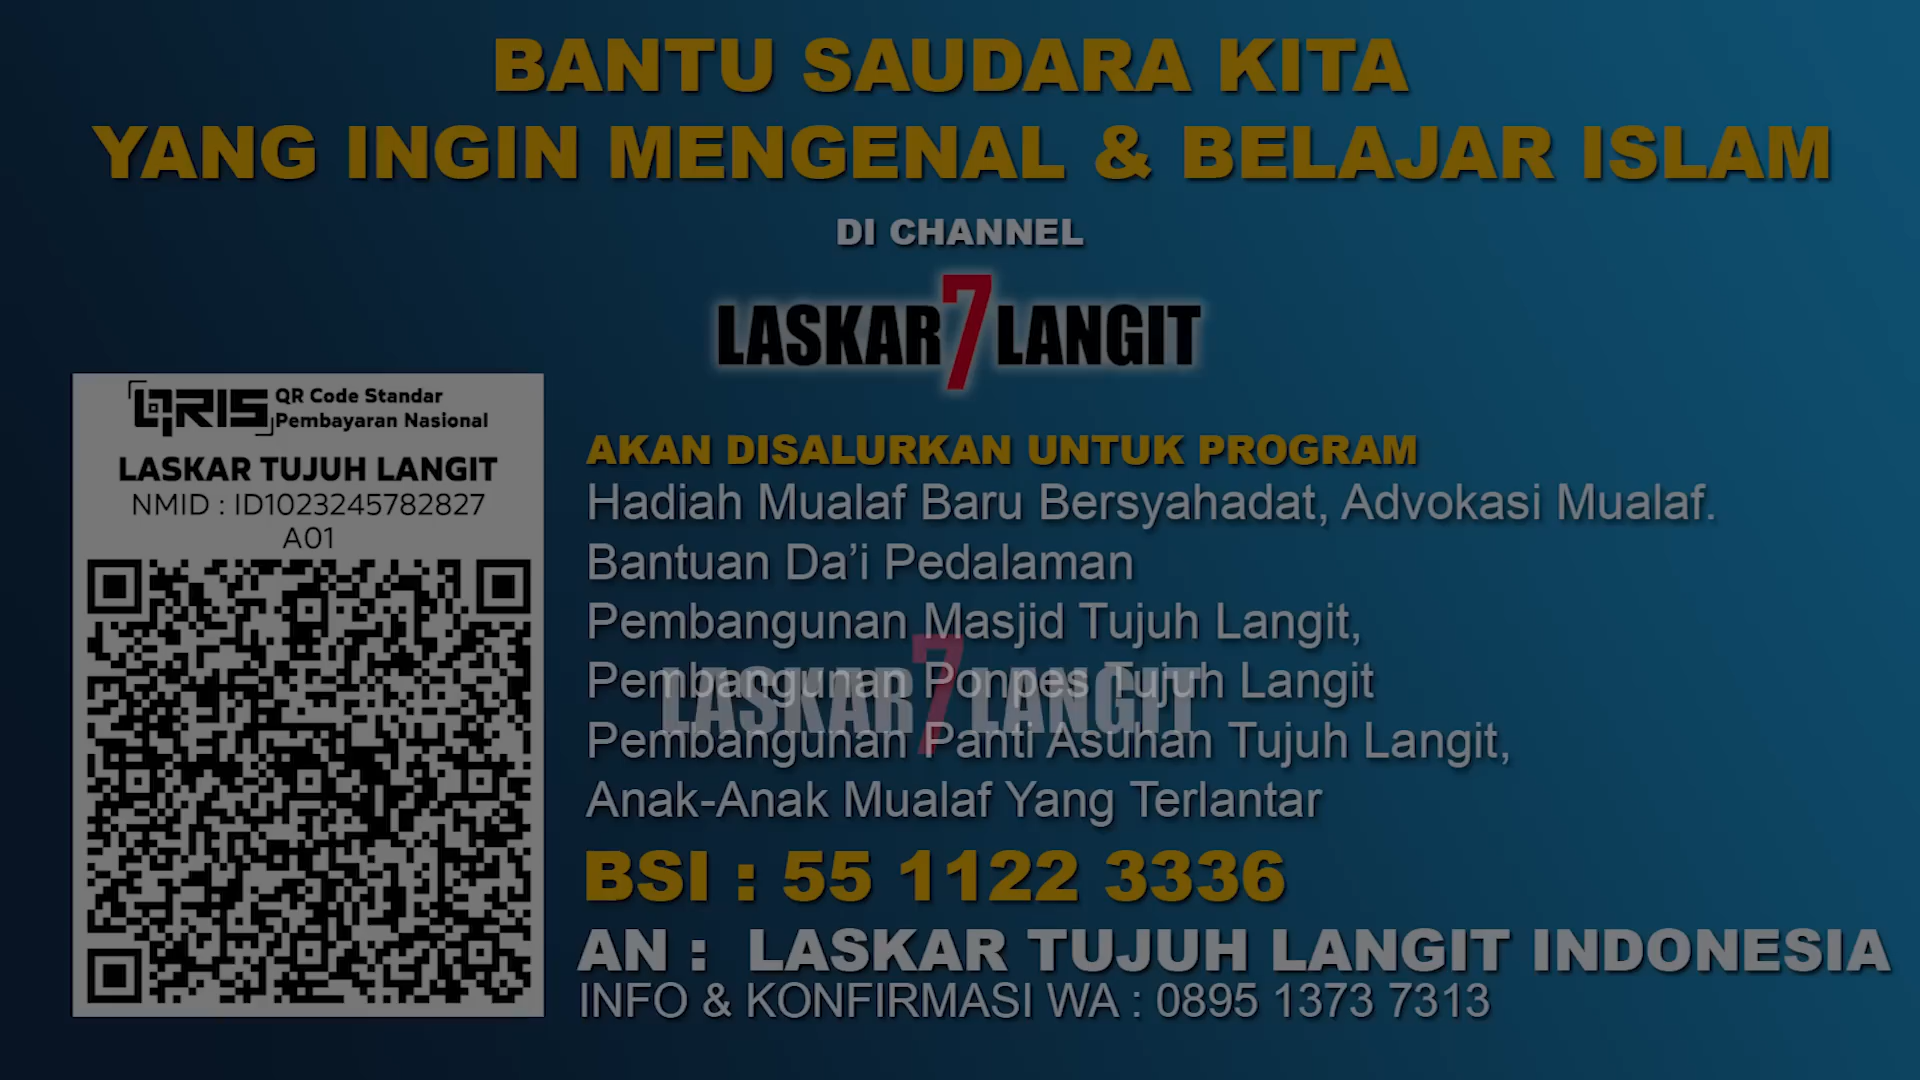 BANTU SAUDARA KITA
YANG INGIN MENGENAL & BELAJAR ISLAM
DI CHANNEL
LASKAR 7 LANGIT
QRIS QR Code Standar
Pembayaran Nasional
LASKAR TUJUH LANGIT
NMID : ID1023245782827
A01
AKAN DISALURKAN UNTUK PROGRAM
Hadiah Mualaf Baru Bersyahadat, Advokasi Mualaf.
Bantuan Da’i Pedalaman
Pembangunan Masjid Tujuh Langit,
Pembangunan Ponpes Tujuh Langit
LASKAR 7 LANGIT
Pembangunan Panti Asuhan Tujuh Langit,
Anak-Anak Mualaf Yang Terlantar
BSI : 55 1122 3336
AN : LASKAR TUJUH LANGIT INDONESIA
INFO & KONFIRMASI WA : 0895 1373 7313